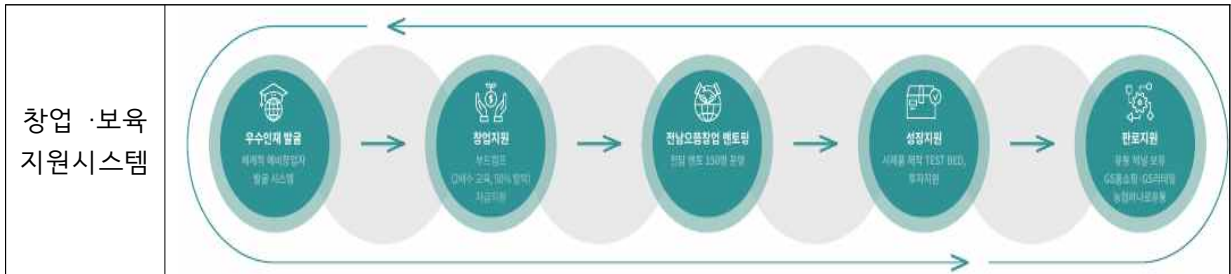 창업 ·보육
지원시스템
우수인재 발굴
체계적 예비창업자
발굴 시스템
창업지원
부트캠프
(2배수 교육, 50% 탈락)
자금지원
전남으뜸창업 멘토링
전담 멘토 150명 운영
성장지원
시제품 제작 TEST BED,
투자지원
판로지원
유통 채널 보유
GS홈쇼핑·GS리테일
농협하나로유통